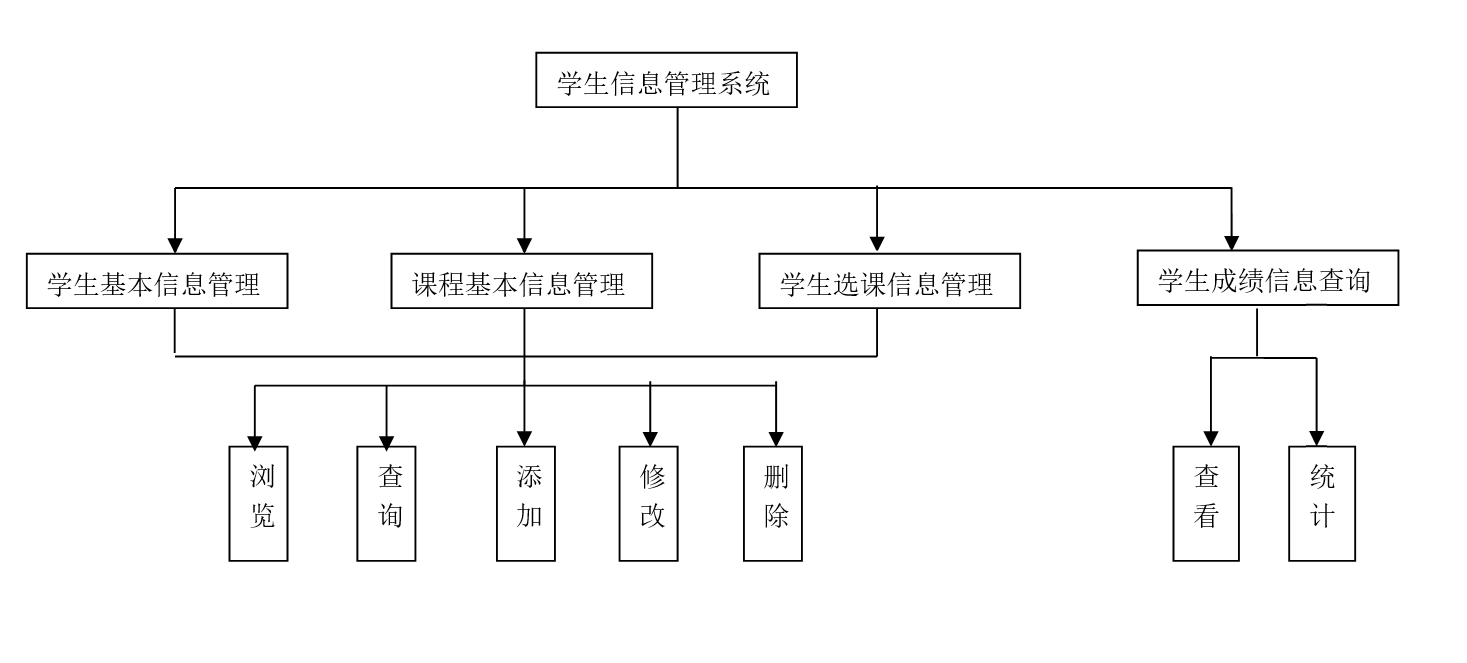 学生信息管理系统
学生基本信息管理
课程基本信息管理
学生选课信息管理
学生成绩信息查询
浏览
查询
添加
修改
删除
查看
统计